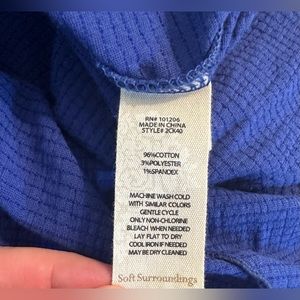 RN# 101206
MADE IN CHINA
STYLE# 2CK40
96%COTTON
3%POLYESTER
1%SPANDEX
MACHINE WASH COLD
WITH SIMILAR COLORS
GENTLE CYCLE
ONLY NON-CHLORINE
BLEACH WHEN NEEDED
LAY FLAT TO DRY
COOL IRON IF NEEDED
MAY BE DRY CLEANED
Soft Surroundings